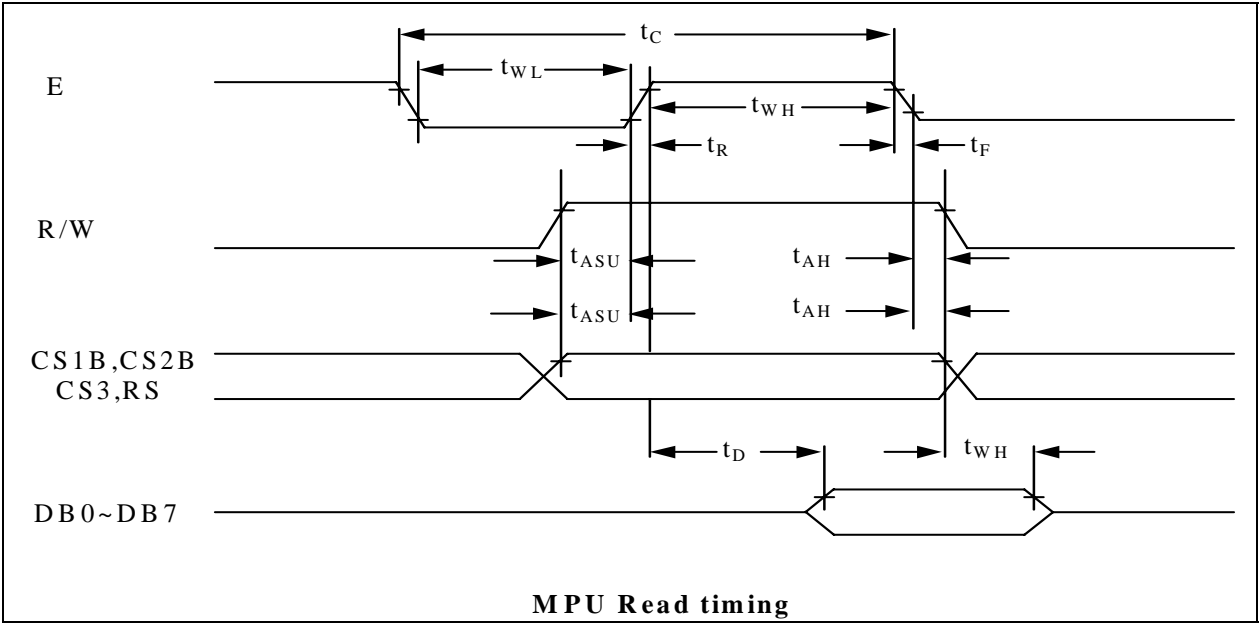 tC
E
tWL
tWH
tR
tF
R/W
tASU
tAH
tASU
tAH
CS1B,CS2B
CS3,RS
tD
tWH
DB0~DB7
MPU Read timing